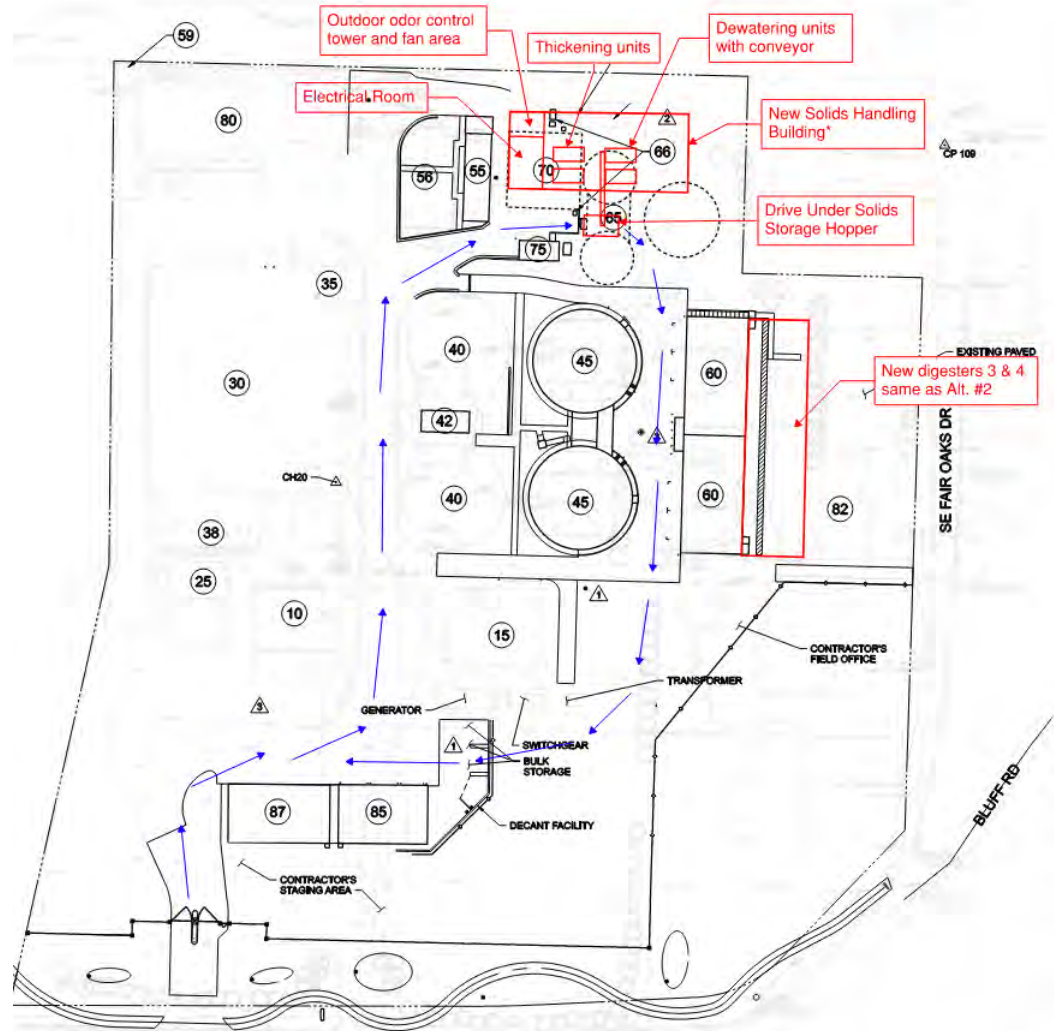 59
Outdoor odor control
tower and fan area
Thickening units
Dewatering units
with conveyor
Electrical Room
New Solids Handling
Building*
80
2
56
55
70
66
CP 109
65
Drive Under Solids
Storage Hopper
75
35
40
45
60
EXISTING PAVED
30
New digesters 3 & 4
same as Alt. #2
42
CH20
40
45
60
82
SE FAIR OAKS DR
38
25
10
1
15
CONTRACTOR'S
FIELD OFFICE
TRANSFORMER
GENERATOR
3
1
SWITCHGEAR
BULK
STORAGE
87
85
DECANT FACILITY
BLUFF RD
CONTRACTOR'S
STAGING AREA